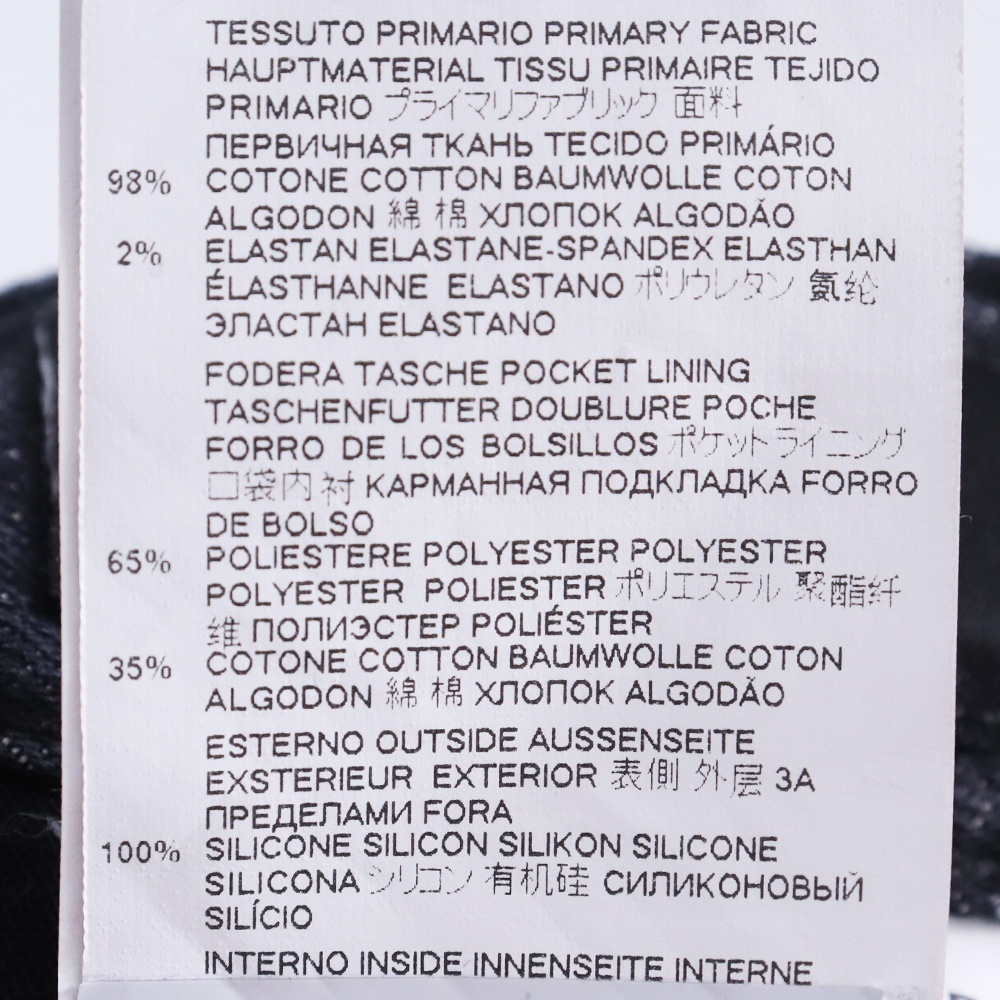 TESSUTO PRIMARIO PRIMARY FABRIC
HAUPTMATERIAL TISSU PRIMAIRE TEJIDO
PRIMARIO プライマリファブリック 面料
ПЕРВИЧНАЯ ТКАНЬ TECIDO PRIMÁRIO
98% COTONE COTTON BAUMWOLLE COTON
ALGODON 綿 棉 ХЛОПОК ALGODÃO
2% ELASTAN ELASTANE-SPANDEX ELASTHAN
ÉLASTHANNE ELASTANO ポリウレタン 氨纶
ЭЛАСТАН ELASTANO
FODERA TASCHE POCKET LINING
TASCHENFUTTER DOUBLURE POCHE
FORRO DE LOS BOLSILLOS ポケットライニング
口袋内衬 КАРМАННАЯ ПОДКЛАДКА FORRO
DE BOLSO
65% POLIESTERE POLYESTER POLYESTER
POLYESTER POLIESTER ポリエステル 聚酯纤
维 ПОЛИЭСТЕР POLIÉSTER
35% COTONE COTTON BAUMWOLLE COTON
ALGODON 綿 棉 ХЛОПОК ALGODÃO
ESTERNO OUTSIDE AUSSENSEITE
EXSTERIEUR EXTERIOR 表側 外层 ЗА
ПРЕДЕЛАМИ FORA
100% SILICONE SILICON SILIKON SILICONE
SILICONA シリコン 有机硅 СИЛИКОНОВЫЙ
SILÍCIO
INTERNO INSIDE INNENSEITE INTERNE